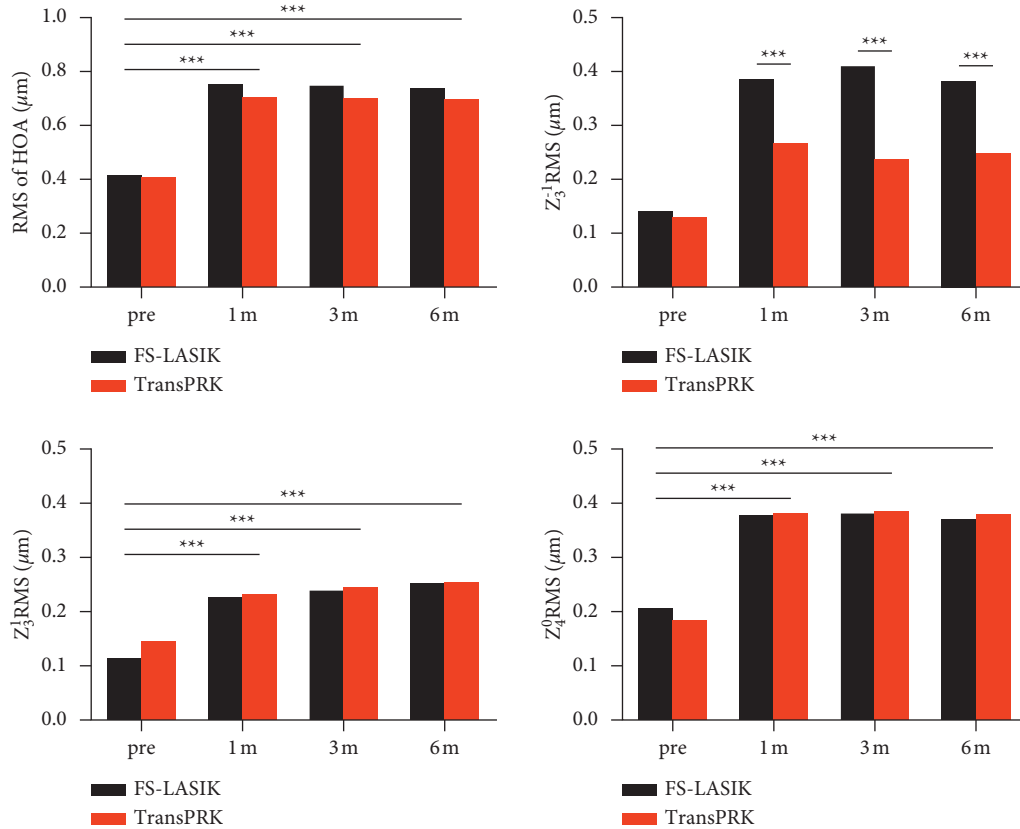 RMS of HOA (μm)
1.0
0.8
0.6
0.4
0.2
0.0
***
***
***
pre
1 m
3 m
6 m
FS-LASIK
TransPRK
Z₃⁻¹RMS (μm)
0.5
0.4
0.3
0.2
0.1
0.0
***
***
***
pre
1 m
3 m
6 m
FS-LASIK
TransPRK
Z₃¹RMS (μm)
0.5
0.4
0.3
0.2
0.1
0.0
***
***
***
pre
1 m
3 m
6 m
FS-LASIK
TransPRK
Z₄⁰RMS (μm)
0.5
0.4
0.3
0.2
0.1
0.0
***
***
***
pre
1 m
3 m
6 m
FS-LASIK
TransPRK